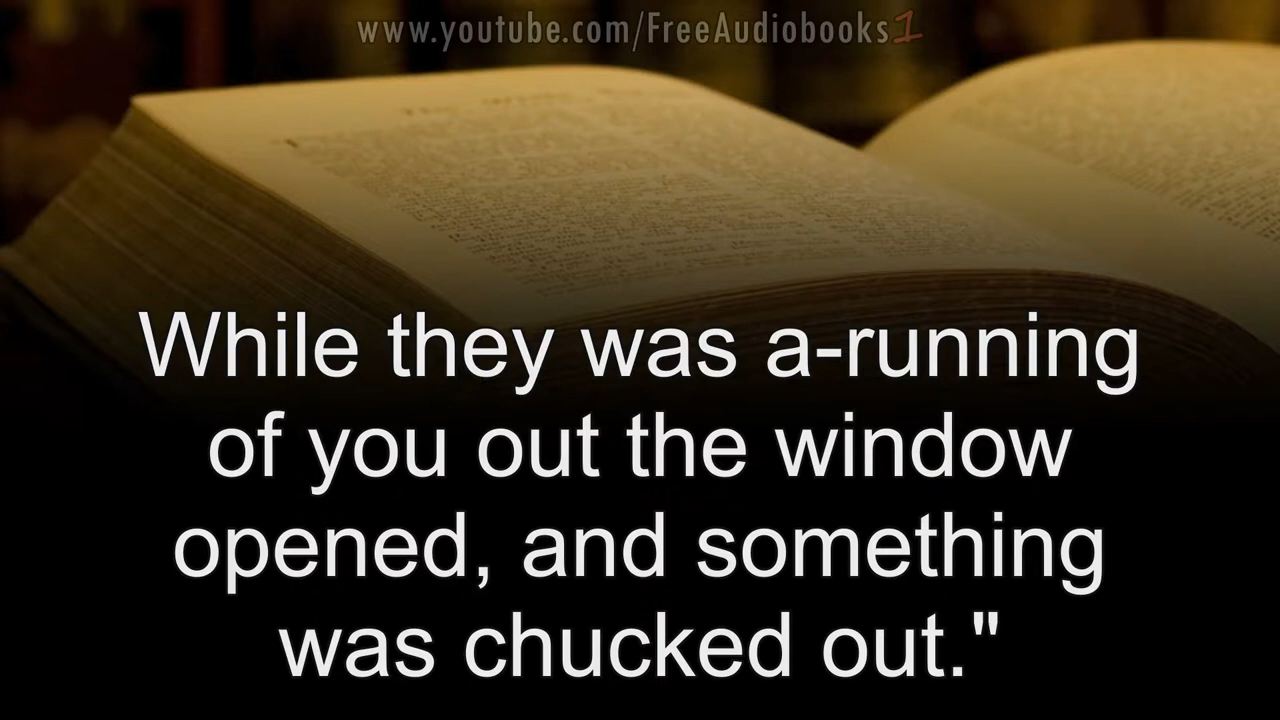 www.youtube.com/FreeAudiobooks1
While they was a-running
of you out the window
opened, and something
was chucked out."